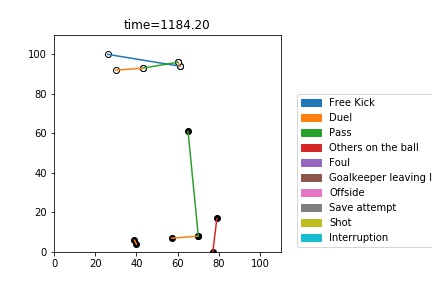 time=1184.20
100
80
60
40
20
0
0 20 40 60 80 100
Free Kick
Duel
Pass
Others on the ball
Foul
Goalkeeper leaving l
Offside
Save attempt
Shot
Interruption